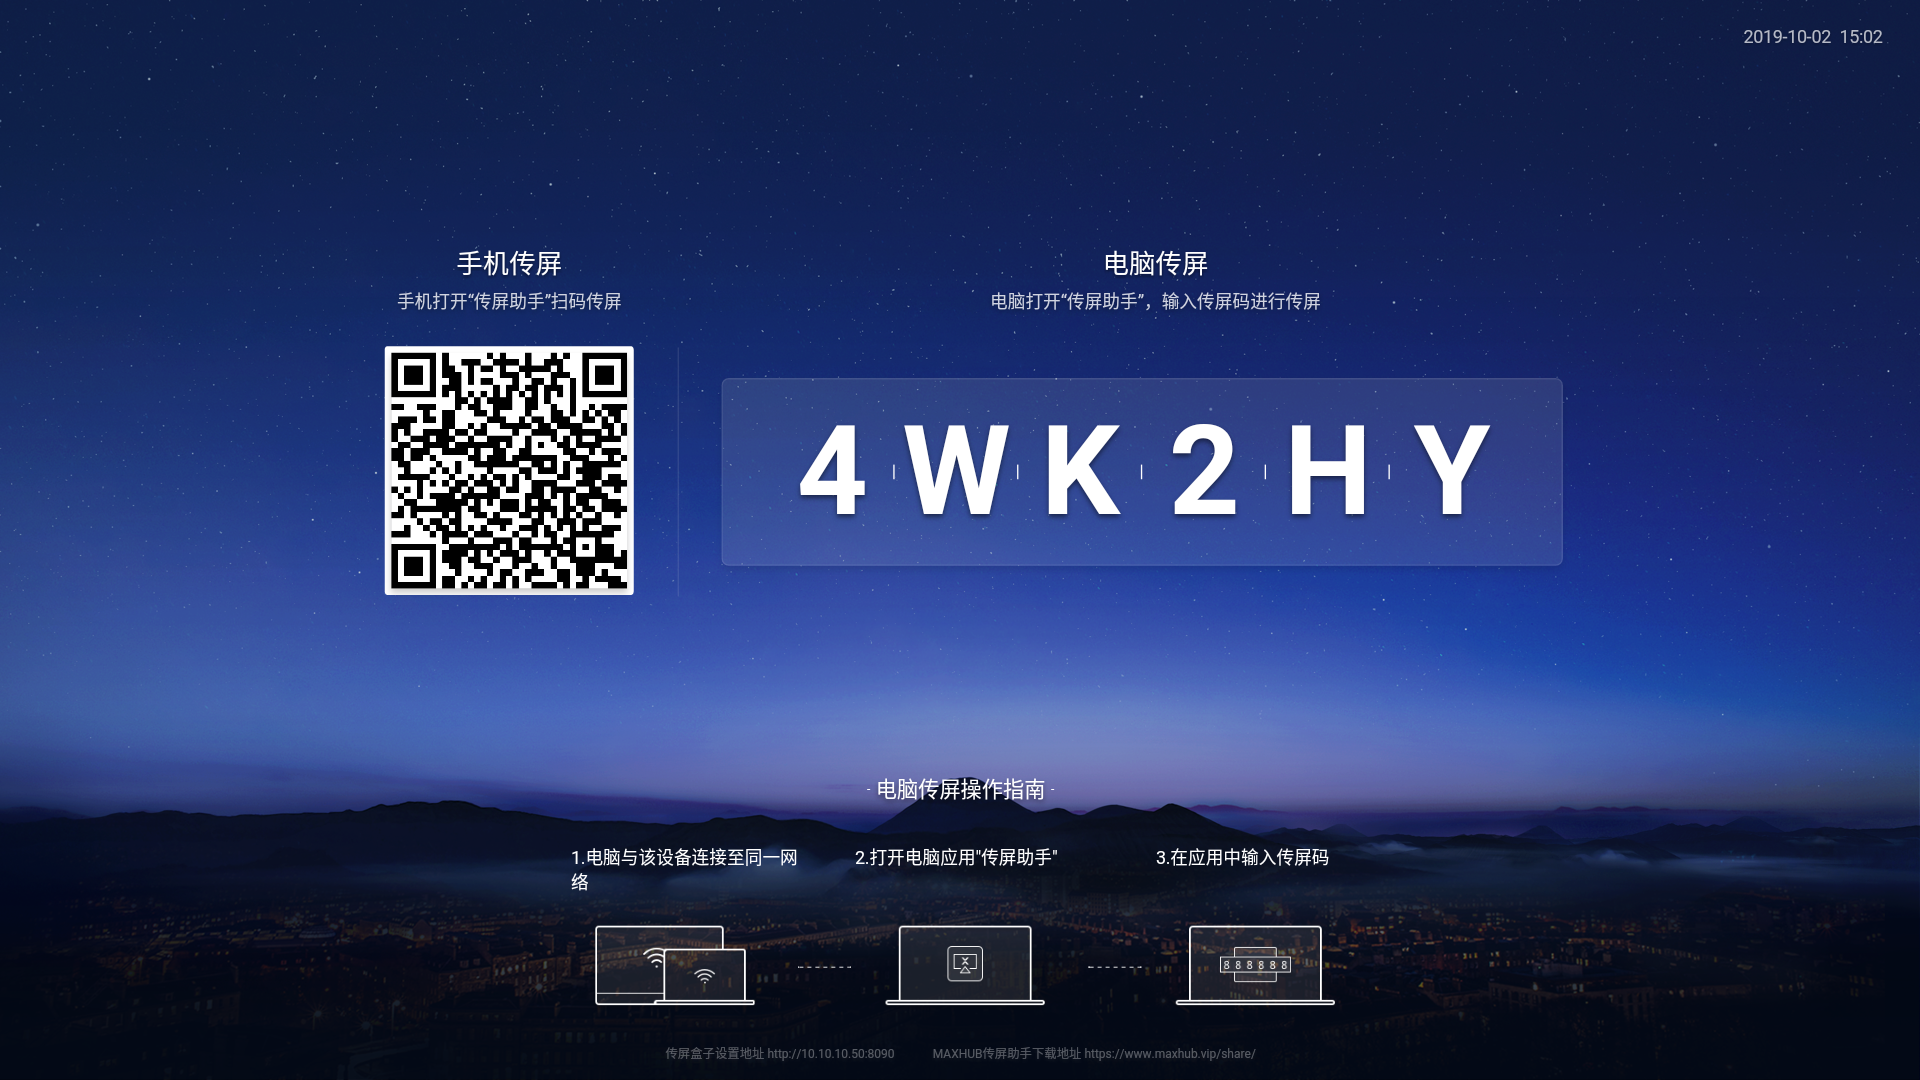 2019-10-02 15:02
手机传屏
手机打开“传屏助手”扫码传屏
电脑传屏
电脑打开“传屏助手”，输入传屏码进行传屏
4 W K 2 H Y
- 电脑传屏操作指南 -
1.电脑与该设备连接至同一网
络
2.打开电脑应用"传屏助手"
3.在应用中输入传屏码
8 8 8 8 8 8
传屏盒子设置地址 http://10.10.10.50:8090
MAXHUB传屏助手下载地址 https://www.maxhub.vip/share/